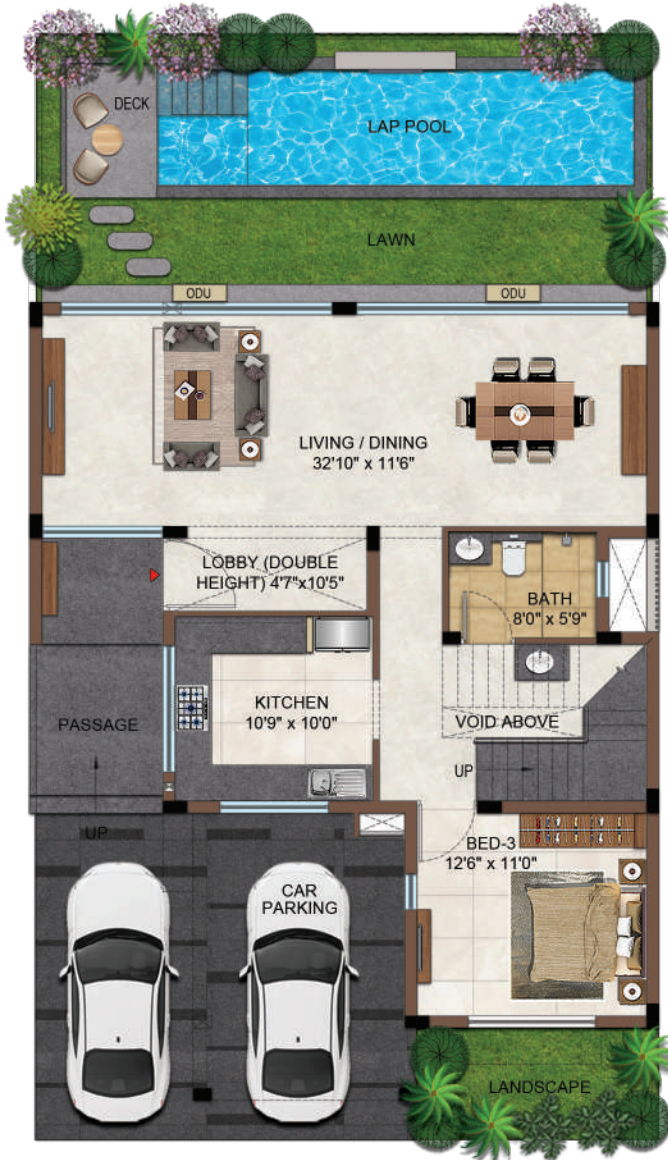 DECK
LAP POOL
LAWN
ODU
ODU
LIVING / DINING
32'10" x 11'6"
LOBBY (DOUBLE
HEIGHT) 4'7"x10'5"
BATH
8'0" x 5'9"
KITCHEN
10'9" x 10'0"
PASSAGE
VOID ABOVE
UP
UP
BED-3
12'6" x 11'0"
CAR
PARKING
LANDSCAPE